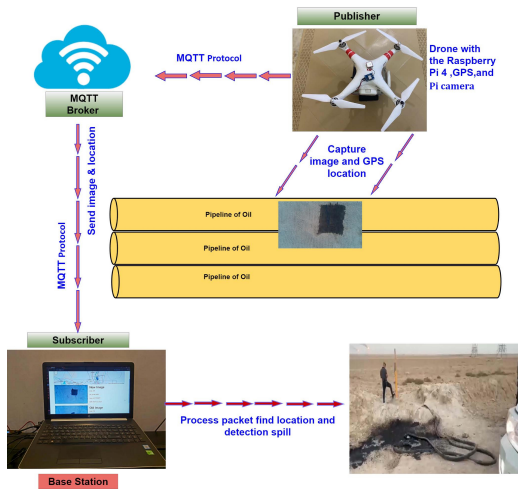 Publisher
MQTT Protocol
Drone with
the Raspberry
Pi 4 ,GPS,and
Pi camera
MQTT
Broker
Capture
image and GPS
location
Send image & location
MQTT Protocol
Pipeline of Oil
Pipeline of Oil
Pipeline of Oil
Subscriber
Process packet find location and
detection spill
Base Station